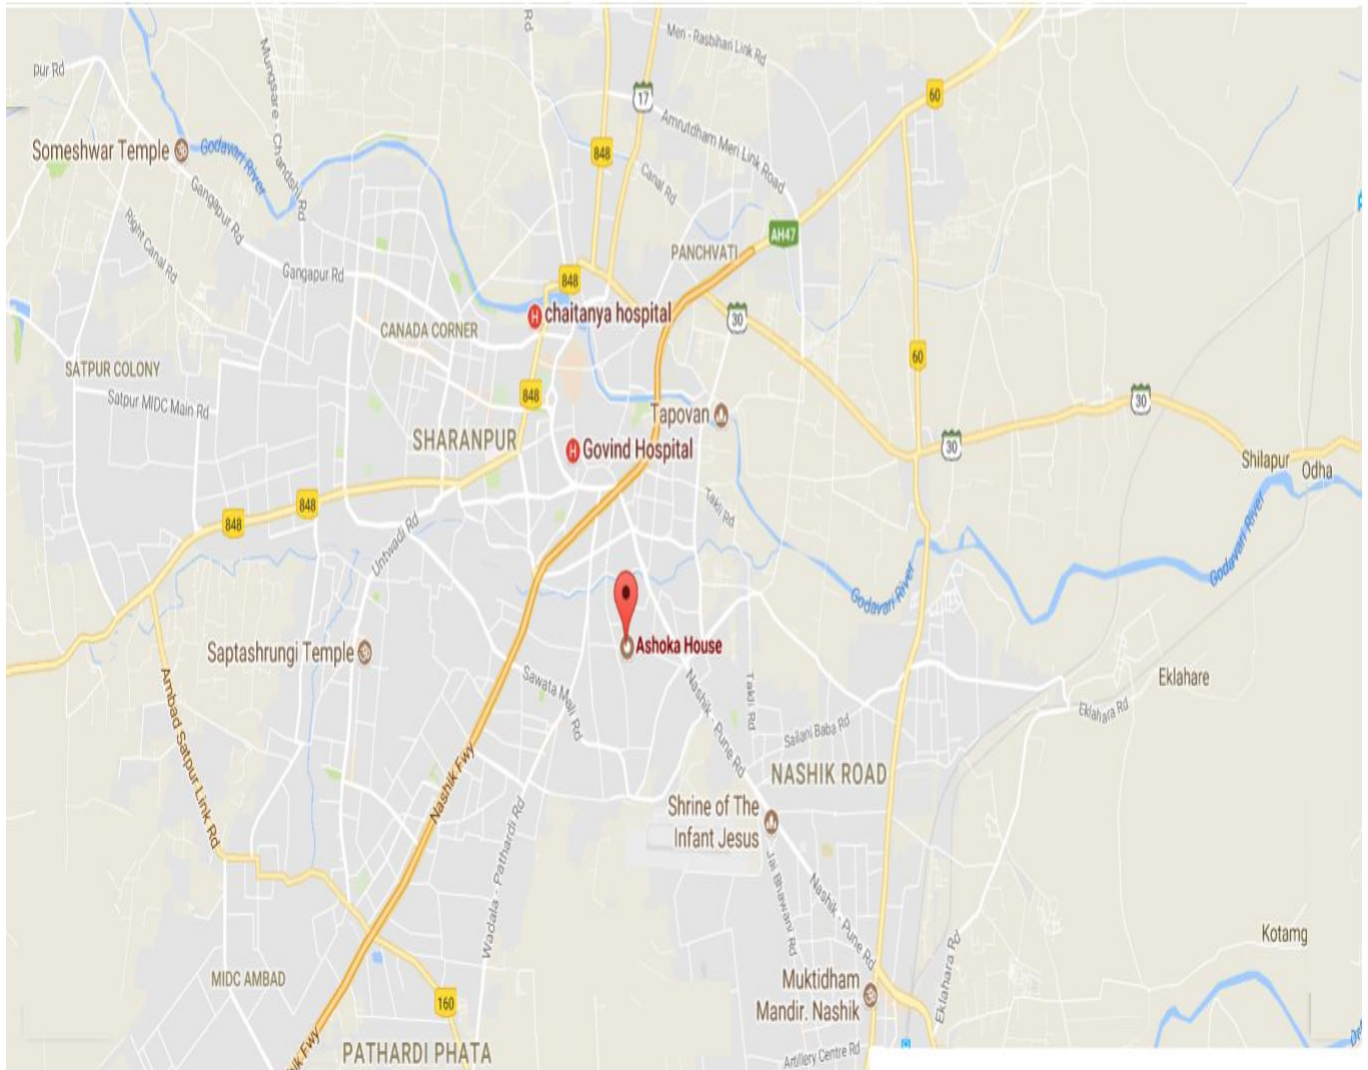 Rd
Meri - Rasbihari Link Rd
pur Rd
Mungsare - Chandshi Rd
60
17
Amrutdham Meri Link Road
Someshwar Temple
Godavari River
848
Canal Rd
Gangapur Rd
Right Canal Rd
AH47
PANCHVATI
Gangapur Rd
848
chaitanya hospital
30
CANADA CORNER
60
SATPUR COLONY
Satpur MIDC Main Rd
848
30
Tapovan
SHARANPUR
Govind Hospital
30
Shilapur
Odha
Takli Rd
848
848
Untwadi Rd
Godavari River
Godavari River
Ashoka House
Saptashrungi Temple
Sawata Mali Rd
Eklahare
Takli Rd
Nashik - Pune Rd
Eklahara Rd
Ambad Satpur Link Rd
Sailani Baba Rd
Nashik Fwy
NASHIK ROAD
Shrine of The
Infant Jesus
Wadala - Pathardi Rd
Jai Bhawani Rd
Nashik - Pune Rd
Kotamg
Eklahara Rd
MIDC AMBAD
Muktidham
Mandir. Nashik
160
PATHARDI PHATA
Artillery Centre Rd
ik Fwy